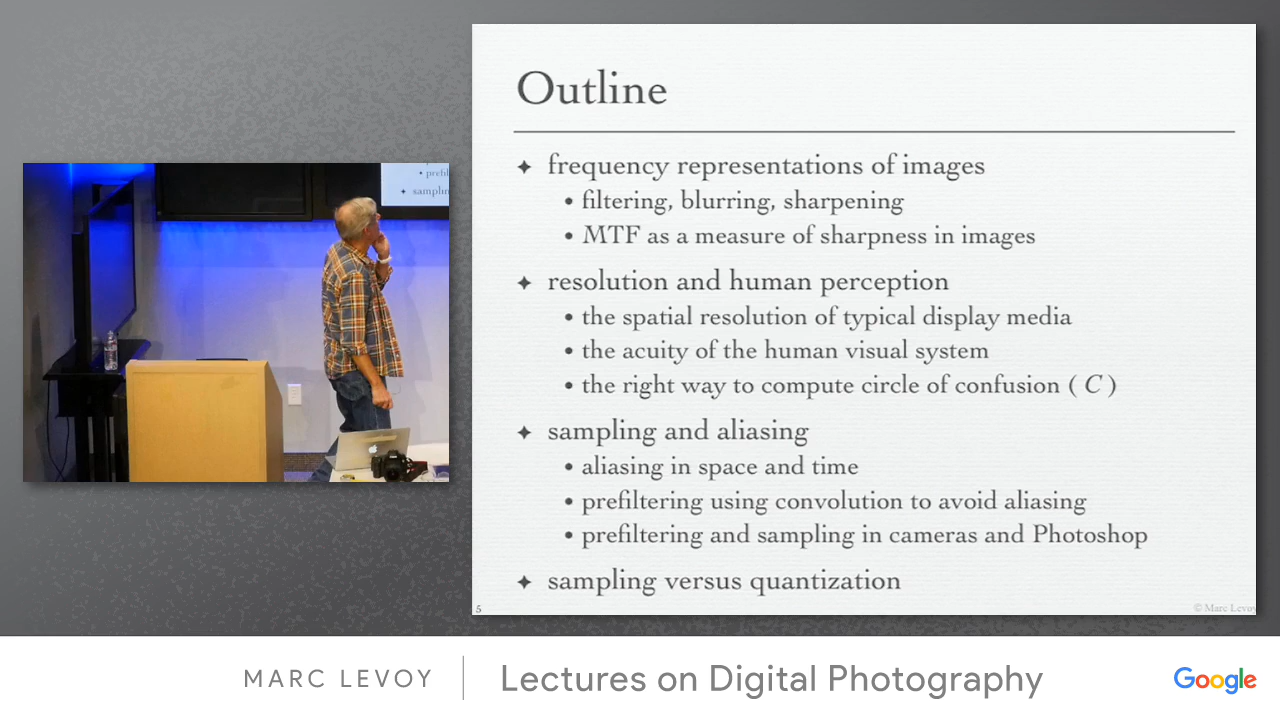 Outline
✦ frequency representations of images
• filtering, blurring, sharpening
• MTF as a measure of sharpness in images
✦ resolution and human perception
• the spatial resolution of typical display media
• the acuity of the human visual system
• the right way to compute circle of confusion ( C )
✦ sampling and aliasing
• aliasing in space and time
• prefiltering using convolution to avoid aliasing
• prefiltering and sampling in cameras and Photoshop
✦ sampling versus quantization
5
© Marc Levoy
• prefil
✦ samplin
MARC LEVOY
Lectures on Digital Photography
Google